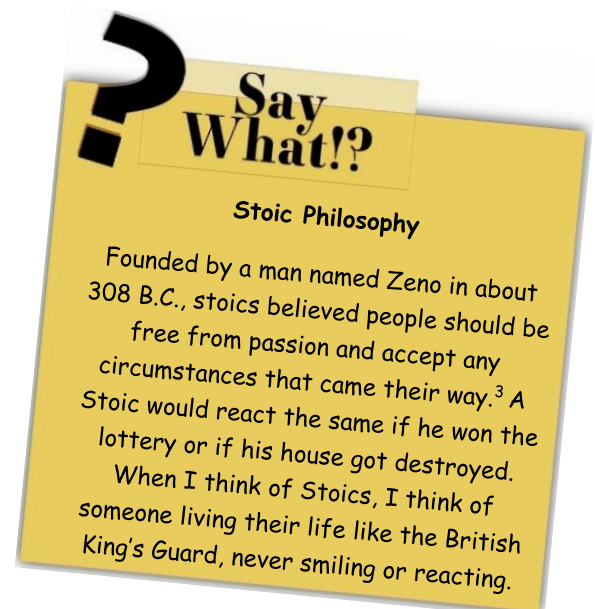 ?
Say
What!?
Stoic Philosophy
Founded by a man named Zeno in about
308 B.C., stoics believed people should be
free from passion and accept any
circumstances that came their way.³ A
Stoic would react the same if he won the
lottery or if his house got destroyed.
When I think of Stoics, I think of
someone living their life like the British
King's Guard, never smiling or reacting.